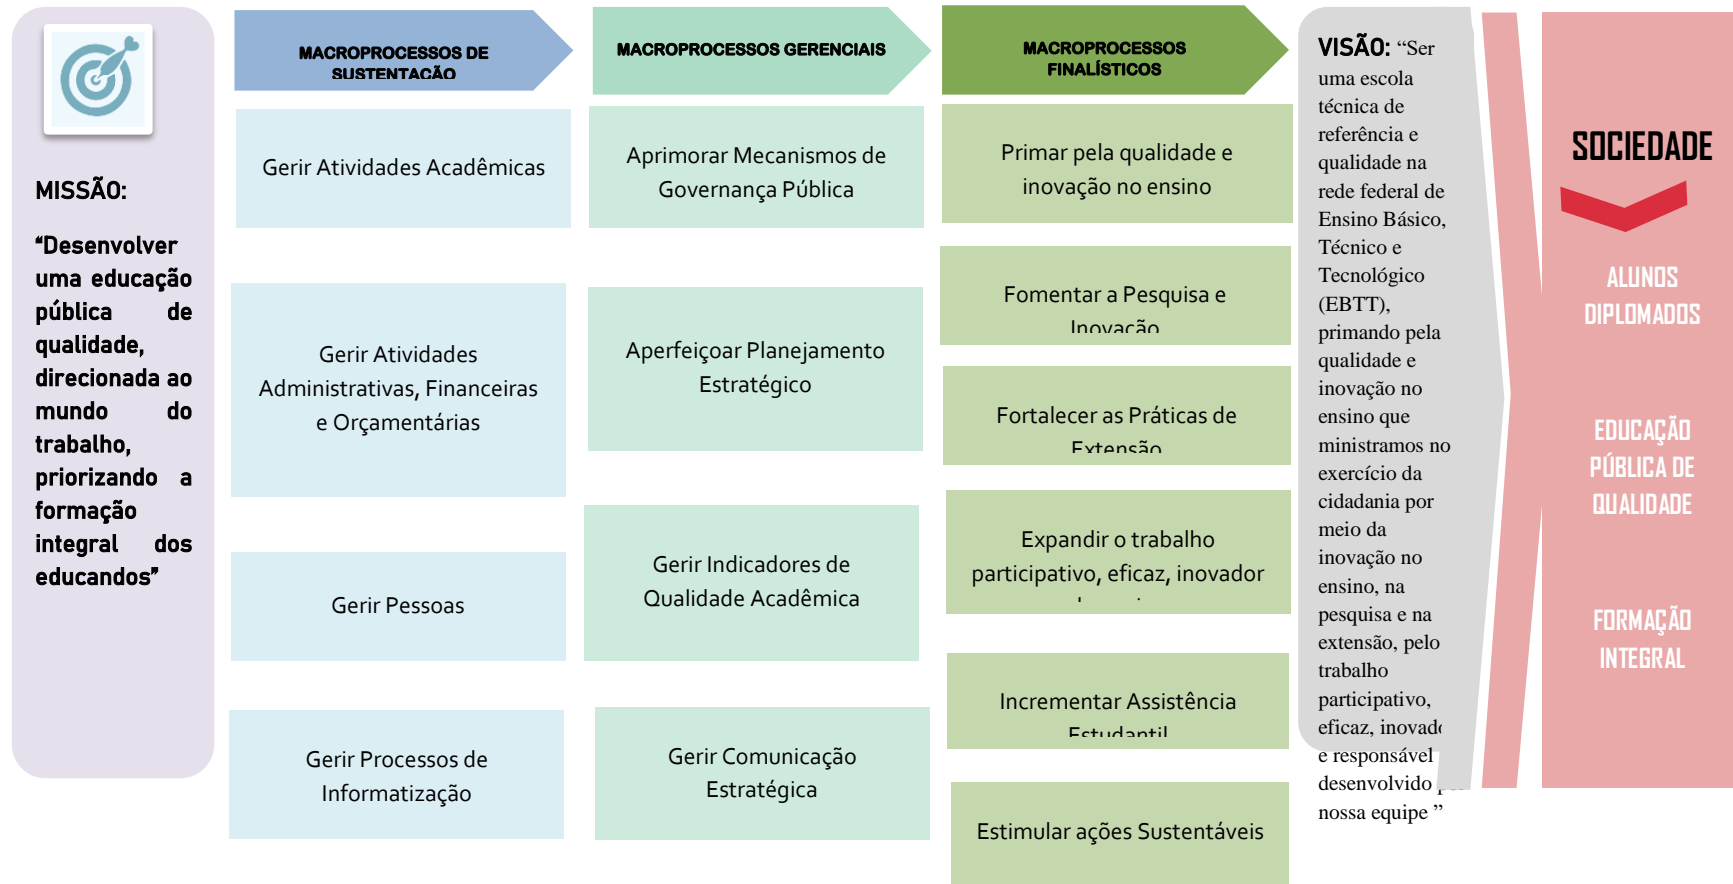 MISSÃO:
“Desenvolver
uma educação
pública de
qualidade,
direcionada ao
mundo do
trabalho,
priorizando a
formação
integral dos
educandos”
MACROPROCESSOS DE
SUSTENTAÇÃO
Gerir Atividades Acadêmicas
Gerir Atividades
Administrativas, Financeiras
e Orçamentárias
Gerir Pessoas
Gerir Processos de
Informatização
MACROPROCESSOS GERENCIAIS
Aprimorar Mecanismos de
Governança Pública
Aperfeiçoar Planejamento
Estratégico
Gerir Indicadores de
Qualidade Acadêmica
Gerir Comunicação
Estratégica
MACROPROCESSOS
FINALÍSTICOS
Primar pela qualidade e
inovação no ensino
Fomentar a Pesquisa e
Inovação
Fortalecer as Práticas de
Extensão
Expandir o trabalho
participativo, eficaz, inovador
Incrementar Assistência
Estudantil
Estimular ações Sustentáveis
VISÃO: “Ser
uma escola
técnica de
referência e
qualidade na
rede federal de
Ensino Básico,
Técnico e
Tecnológico
(EBTT),
primando pela
qualidade e
inovação no
ensino que
ministramos no
exercício da
cidadania por
meio da
inovação no
ensino, na
pesquisa e na
extensão, pelo
trabalho
participativo,
eficaz,
e responsável
desenvolvido
nossa equipe ”
SOCIEDADE
ALUNOS
DIPLOMADOS
EDUCAÇÃO
PÚBLICA DE
QUALIDADE
FORMAÇÃO
INTEGRAL